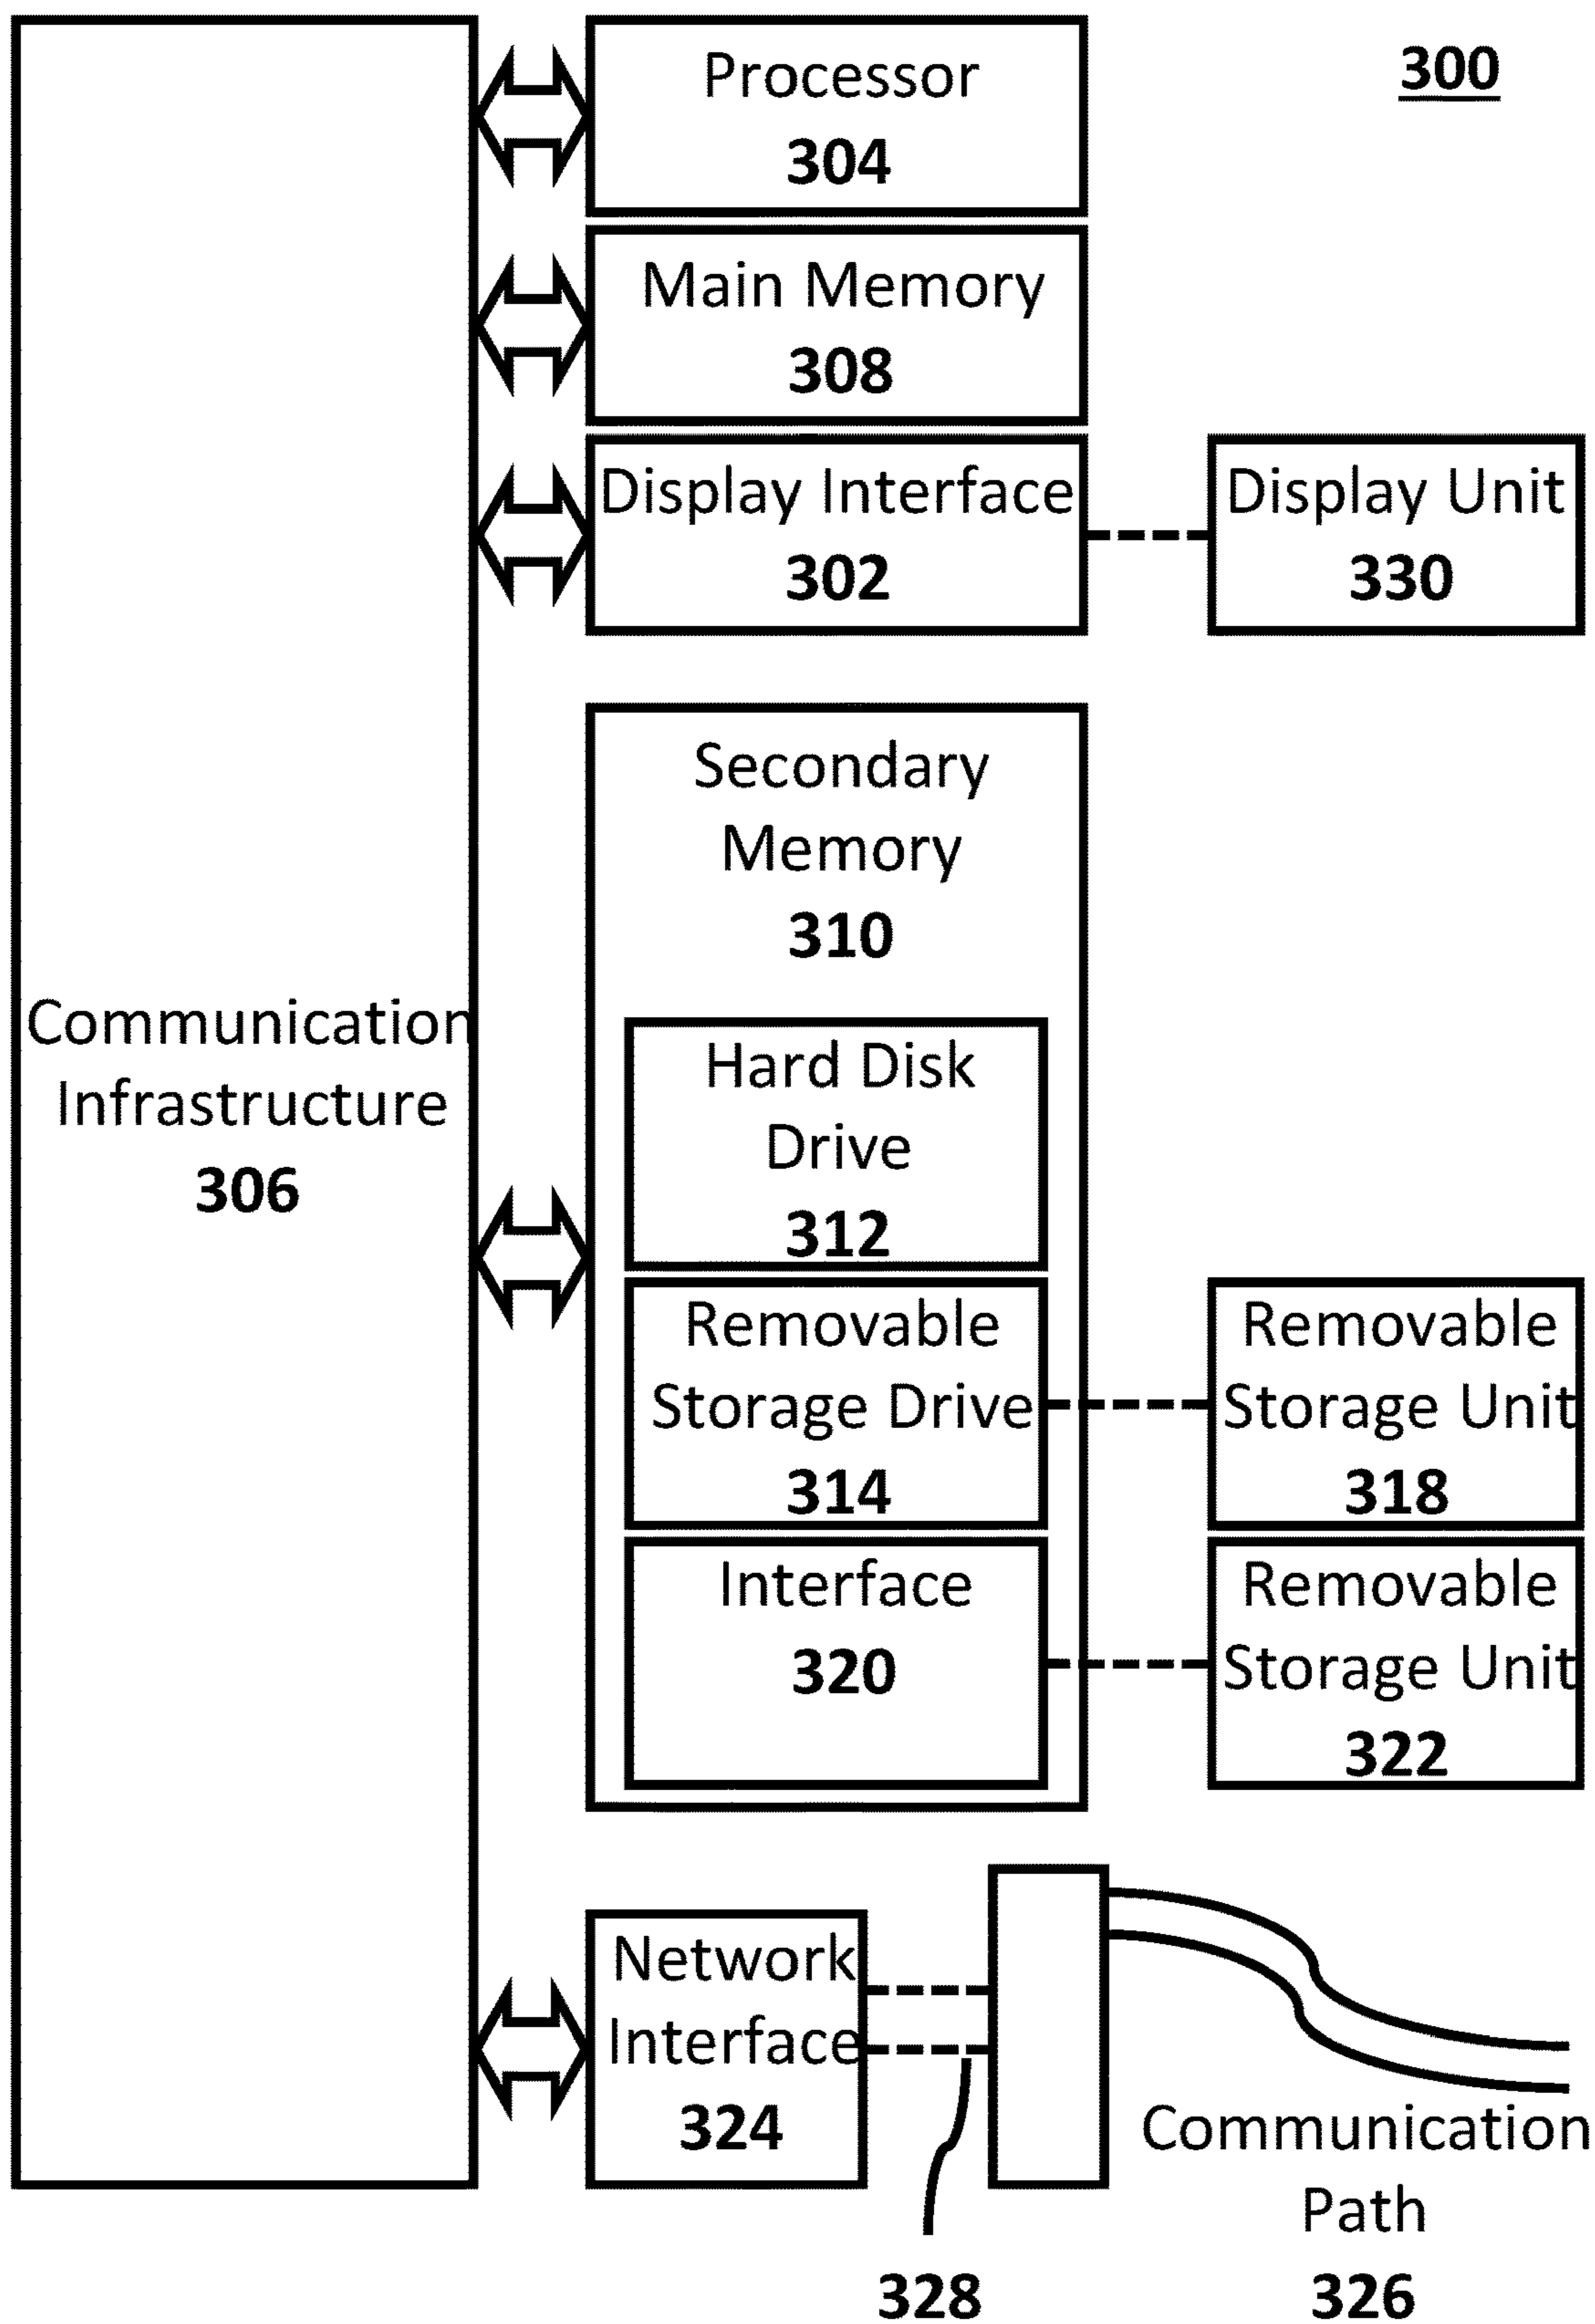 300
Processor
304
Main Memory
308
Display Interface
302
Display Unit
330
Secondary
Memory
310
Communication
Infrastructure
306
Hard Disk
Drive
312
Removable
Storage Drive
314
Removable
Storage Unit
318
Interface
320
Removable
Storage Unit
322
Network
Interface
324
328
Communication
Path
326